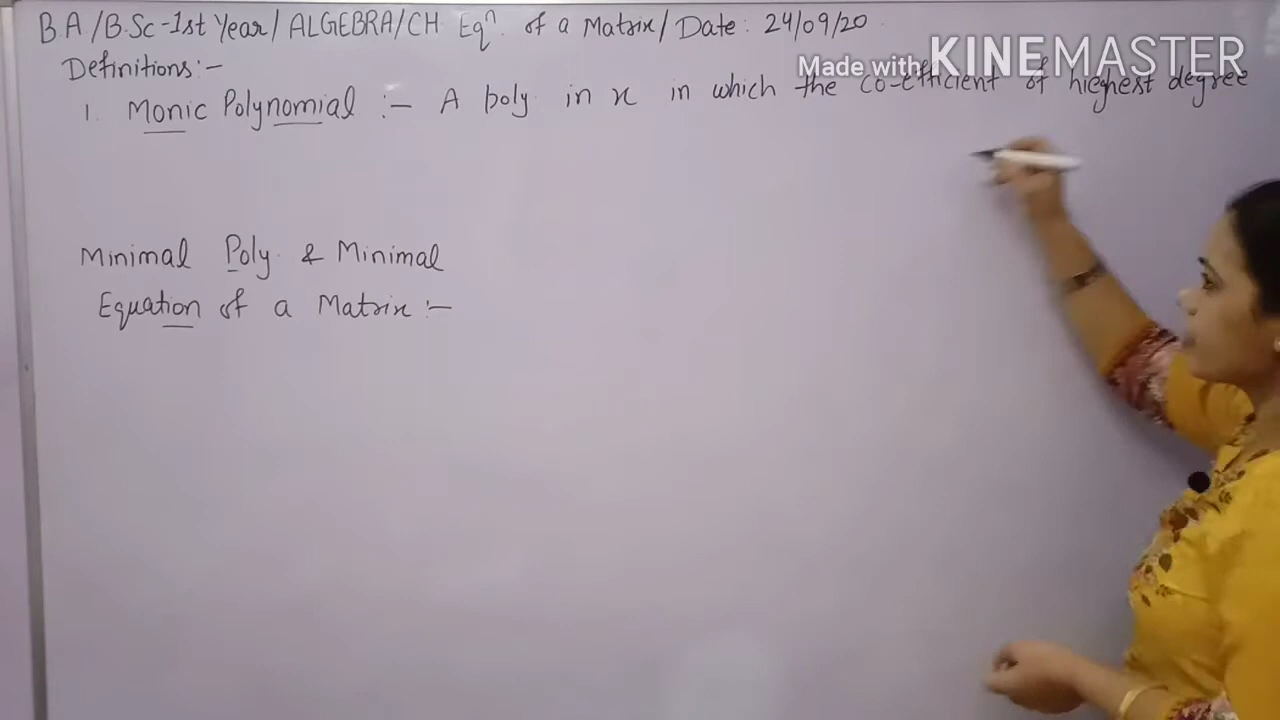 B.A./B.Sc-1st Year/ ALGEBRA/CH Eqn. of a Matrix/ Date: 24/09/20
Made with KINEMASTER
Definitions:-
1. Monic Polynomial :- A poly in x in which the co-efficient of hieghest degree
Minimal Poly & Minimal
Equation of a Matrix :-